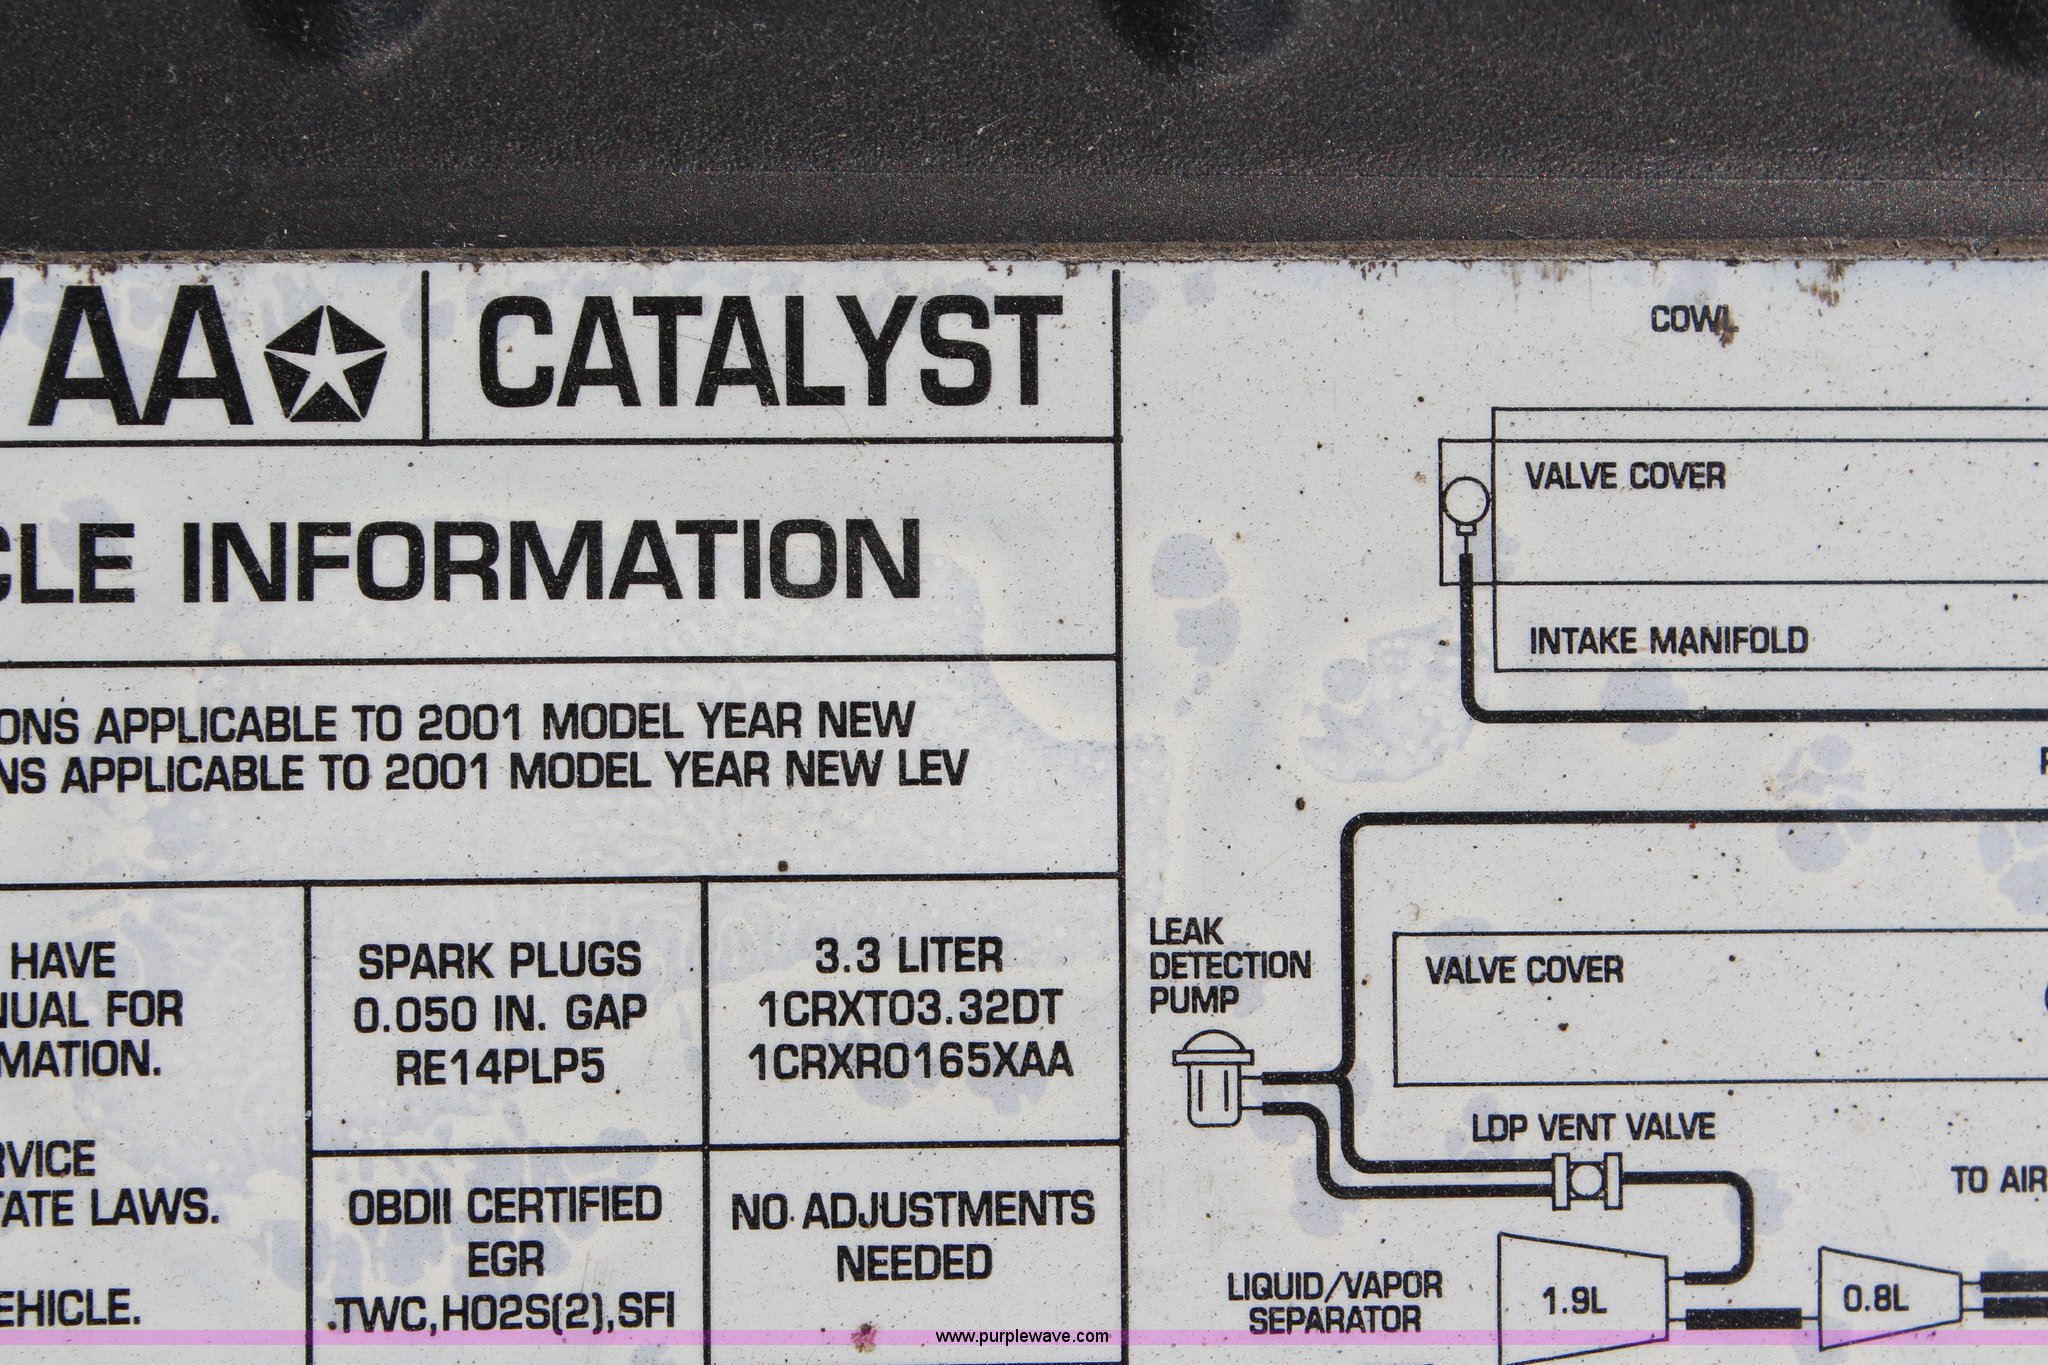 7AA CATALYST
CLE INFORMATION
ONS APPLICABLE TO 2001 MODEL YEAR NEW
NS APPLICABLE TO 2001 MODEL YEAR NEW LEV
HAVE
NUAL FOR
MATION.
RVICE
TATE LAWS.
EHICLE.
SPARK PLUGS
0.050 IN. GAP
RE14PLP5
3.3 LITER
1CRXT03.32DT
1CRXR0165XAA
OBDII CERTIFIED
EGR
TWC,HO2S(2),SFI
NO ADJUSTMENTS
NEEDED
COWL
VALVE COVER
INTAKE MANIFOLD
LEAK
DETECTION
PUMP
VALVE COVER
LDP VENT VALVE
TO AIR
LIQUID/VAPOR
SEPARATOR
1.9L
0.8L
www.purplewave.com